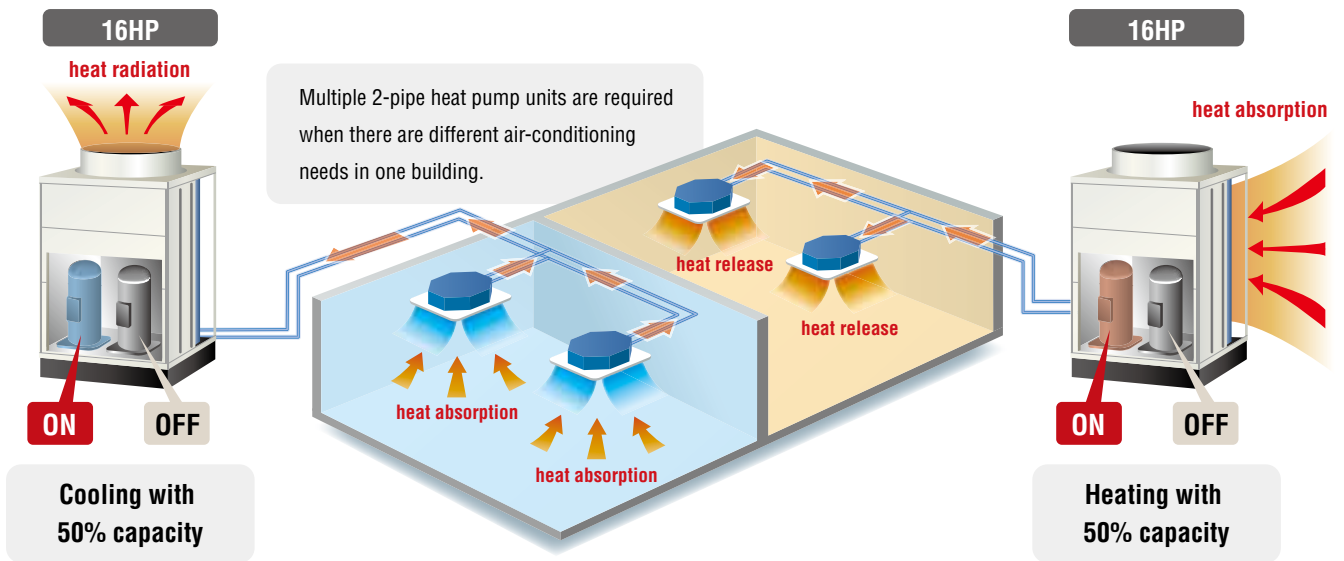 16HP
heat radiation
Multiple 2-pipe heat pump units are required
when there are different air-conditioning
needs in one building.
16HP
heat absorption
heat release
heat release
heat absorption
heat absorption
ON
OFF
Cooling with
50% capacity
ON
OFF
Heating with
50% capacity